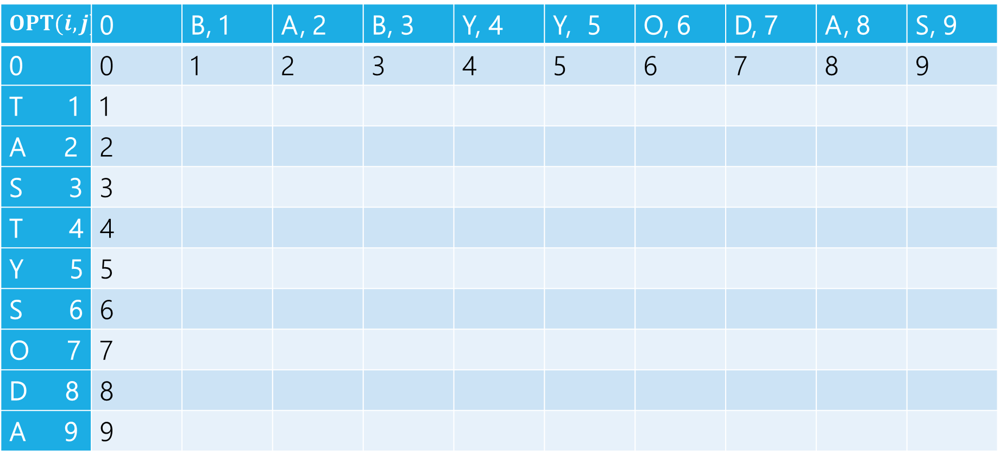 OPT(i,j) 0 B, 1 A, 2 B, 3 Y, 4 Y, 5 O, 6 D, 7 A, 8 S, 9
0 0 1 2 3 4 5 6 7 8 9
T 1 1
A 2 2
S 3 3
T 4 4
Y 5 5
S 6 6
O 7 7
D 8 8
A 9 9